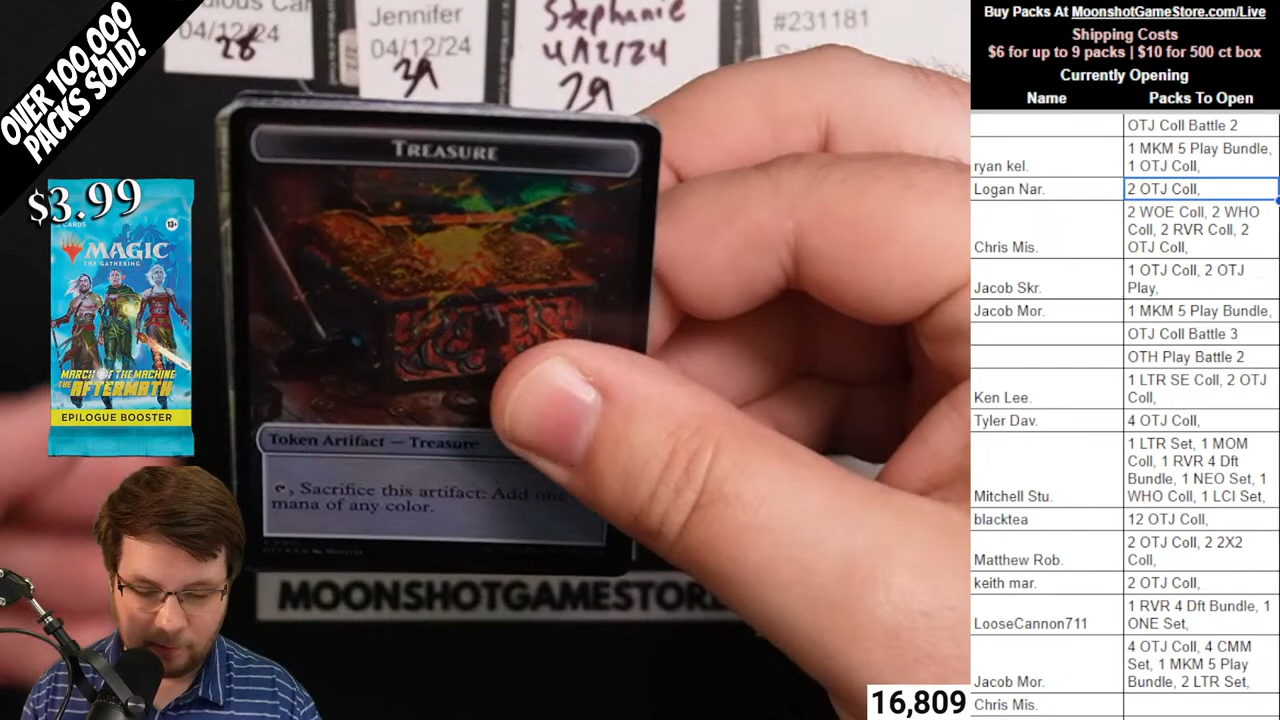 OVER 100,000
PACKS SOLD!
04/12/24
28
Jennifer
04/12/24
29
Stephanie
4/12/24
29
#231181
$3.99
CARDS
13+
MAGIC
THE GATHERING
MARCH OF THE MACHINE
THE AFTERMATH
EPILOGUE BOOSTER
TREASURE
Token Artifact — Treasure
, Sacrifice this artifact: Add one
mana of any color.
MOONSHOTGAMESTORE
16,809
Buy Packs At MoonshotGameStore.com/Live
Shipping Costs
$6 for up to 9 packs | $10 for 500 ct box
Currently Opening
Name Packs To Open
OTJ Coll Battle 2
1 MKM 5 Play Bundle,
ryan kel. 1 OTJ Coll,
Logan Nar. 2 OTJ Coll,
2 WOE Coll, 2 WHO
Coll, 2 RVR Coll, 2
Chris Mis. OTJ Coll,
1 OTJ Coll, 2 OTJ
Jacob Skr. Play,
Jacob Mor. 1 MKM 5 Play Bundle,
OTJ Coll Battle 3
OTH Play Battle 2
1 LTR SE Coll, 2 OTJ
Ken Lee. Coll,
Tyler Dav. 4 OTJ Coll,
1 LTR Set, 1 MOM
Coll, 1 RVR 4 Dft
Bundle, 1 NEO Set, 1
Mitchell Stu. WHO Coll, 1 LCI Set,
blacktea 12 OTJ Coll,
2 OTJ Coll, 2 2X2
Matthew Rob. Coll,
keith mar. 2 OTJ Coll,
1 RVR 4 Dft Bundle, 1
LooseCannon711 ONE Set,
4 OTJ Coll, 4 CMM
Set, 1 MKM 5 Play
Jacob Mor. Bundle, 2 LTR Set,
Chris Mis.